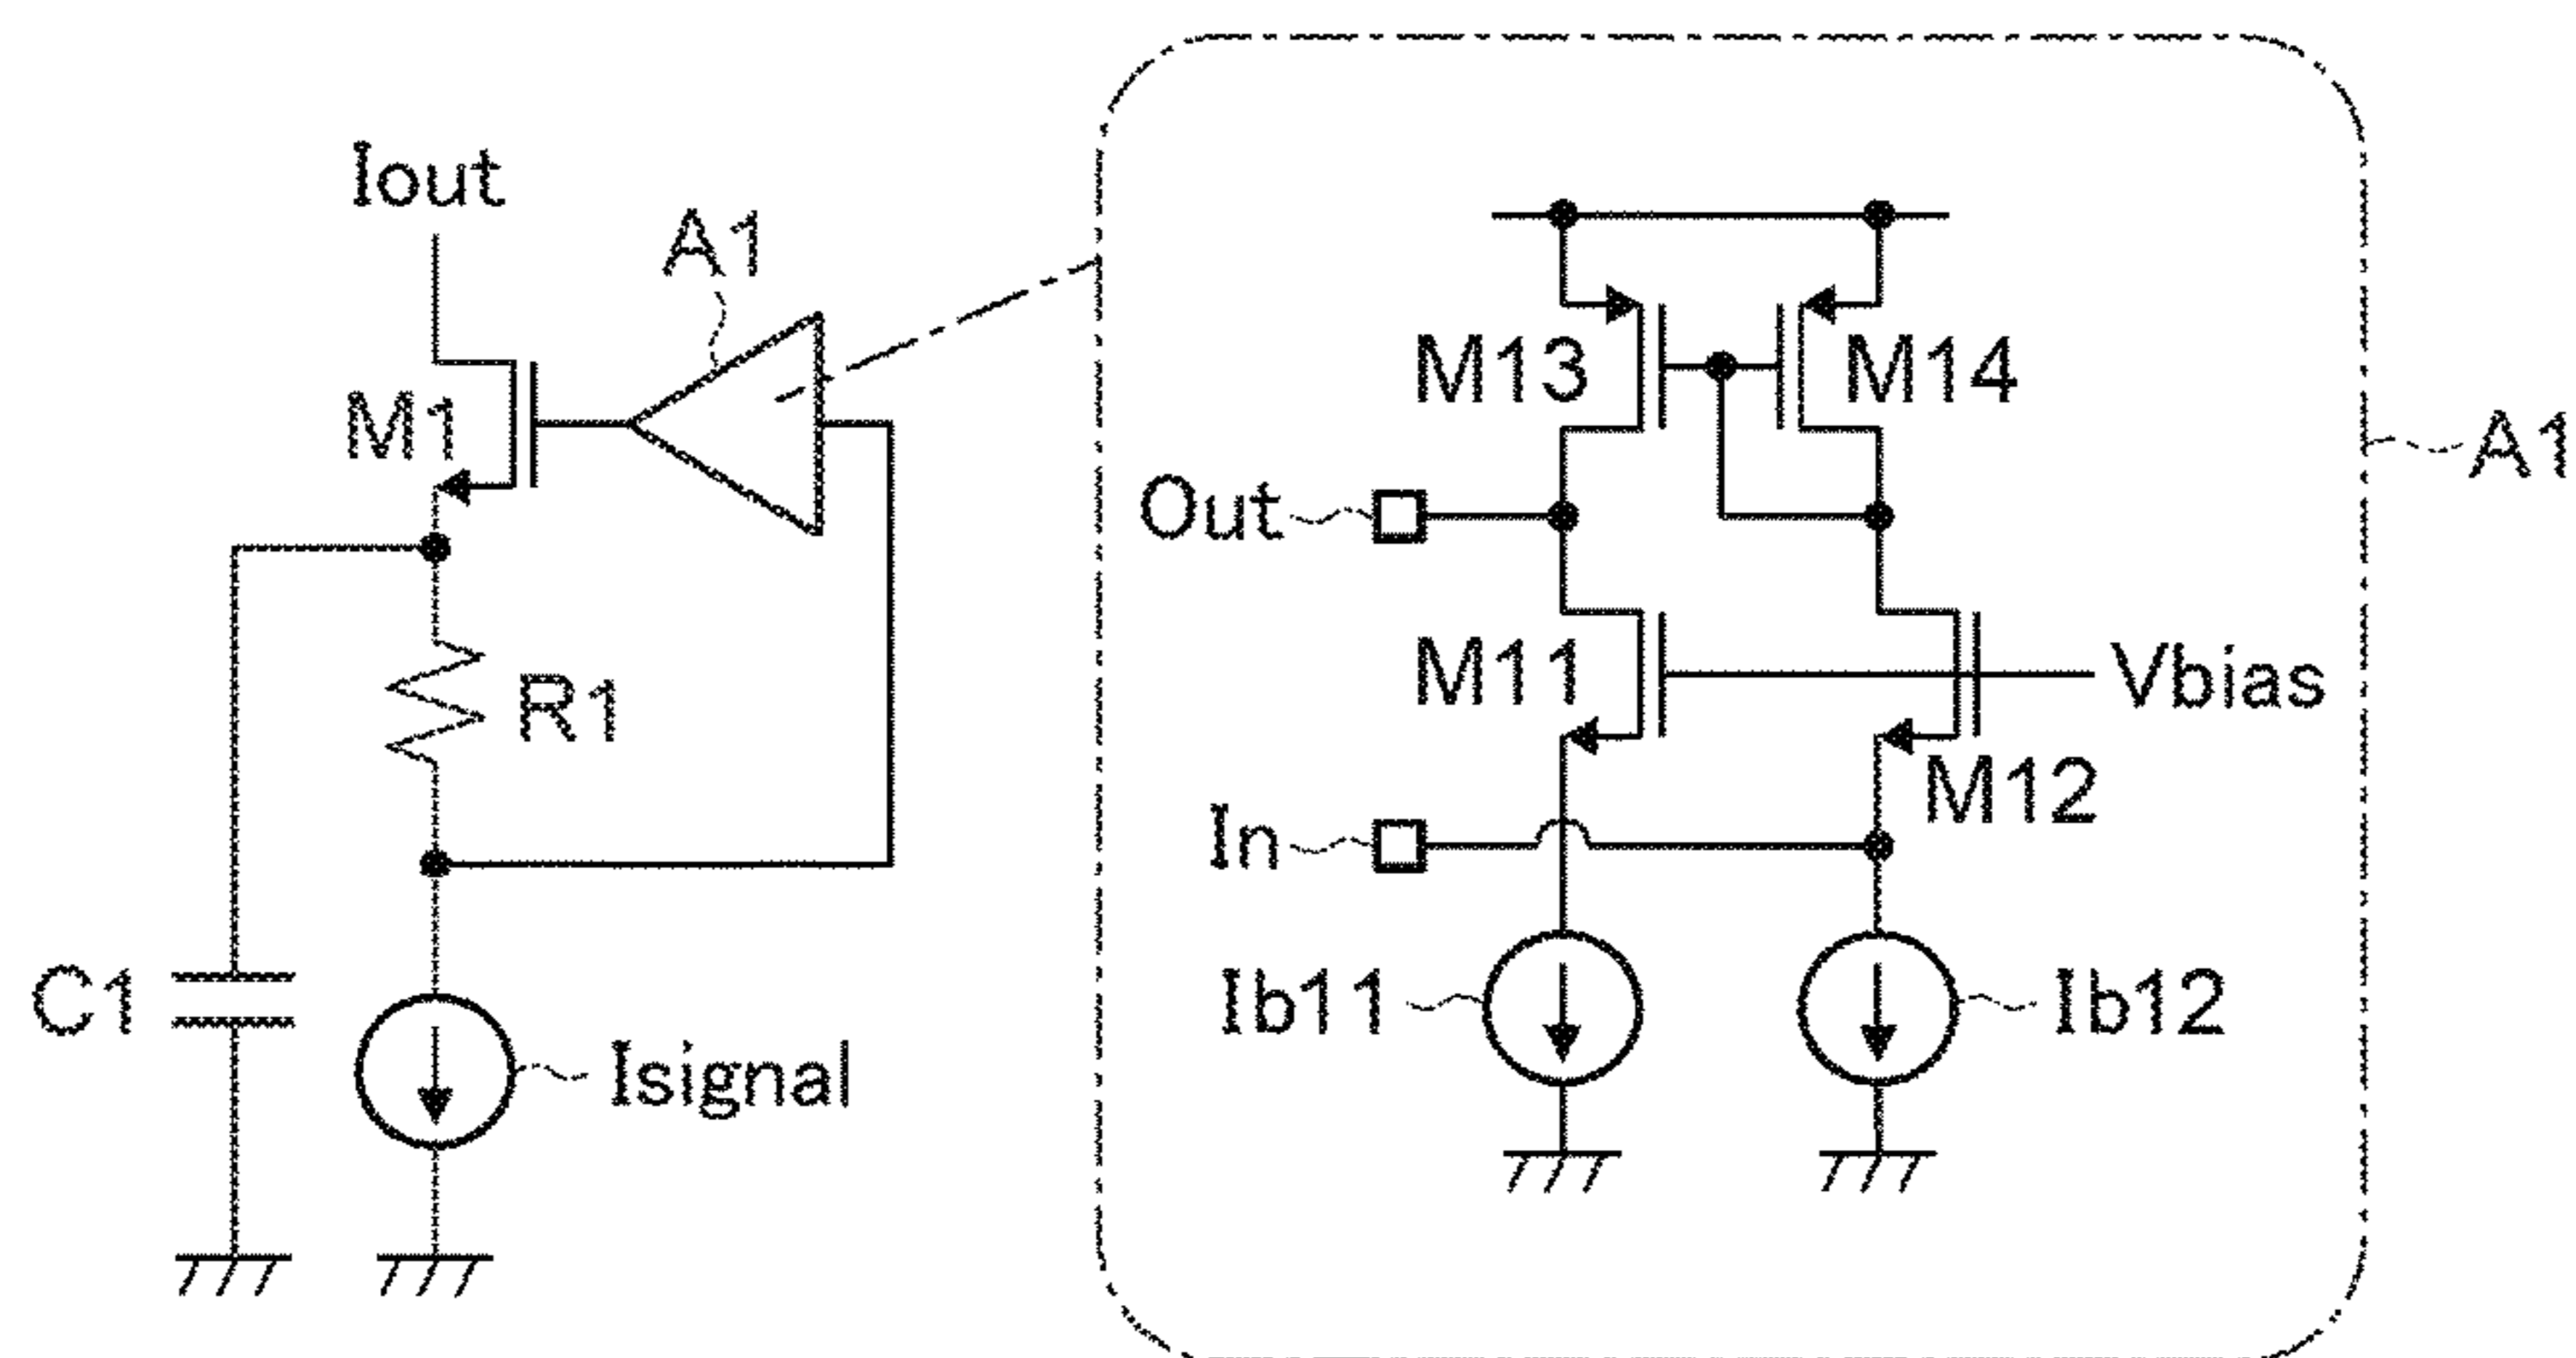 Iout
A1
M1
R1
C1
Isignal
M13
M14
Out
M11
Vbias
M12
In
Ib11
Ib12
A1